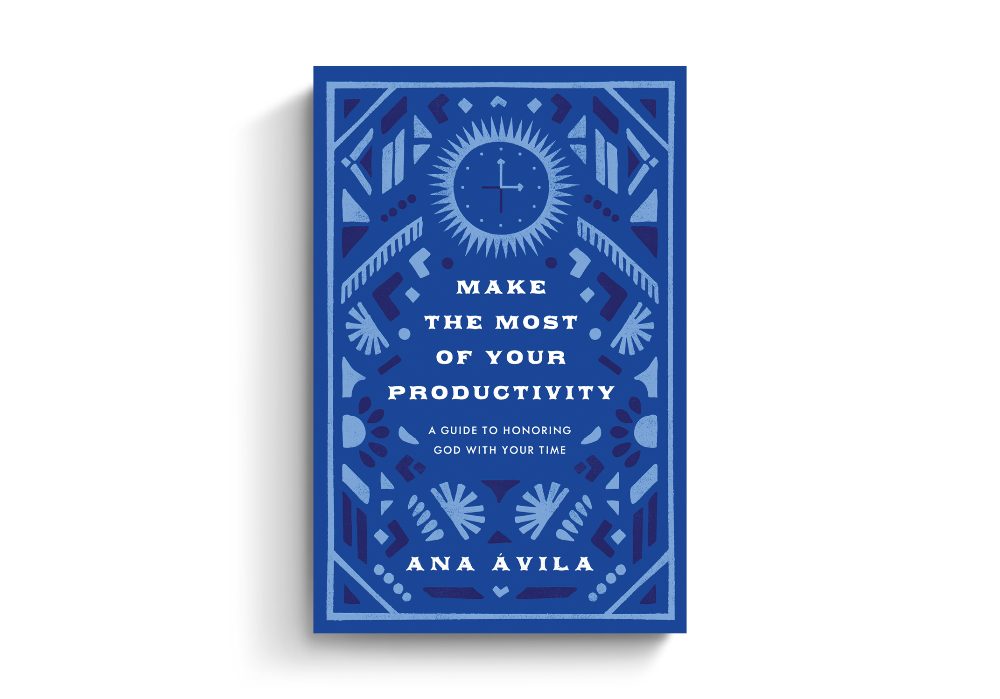 MAKE
THE MOST
OF YOUR
PRODUCTIVITY
A GUIDE TO HONORING
GOD WITH YOUR TIME
ANA ÁVILA